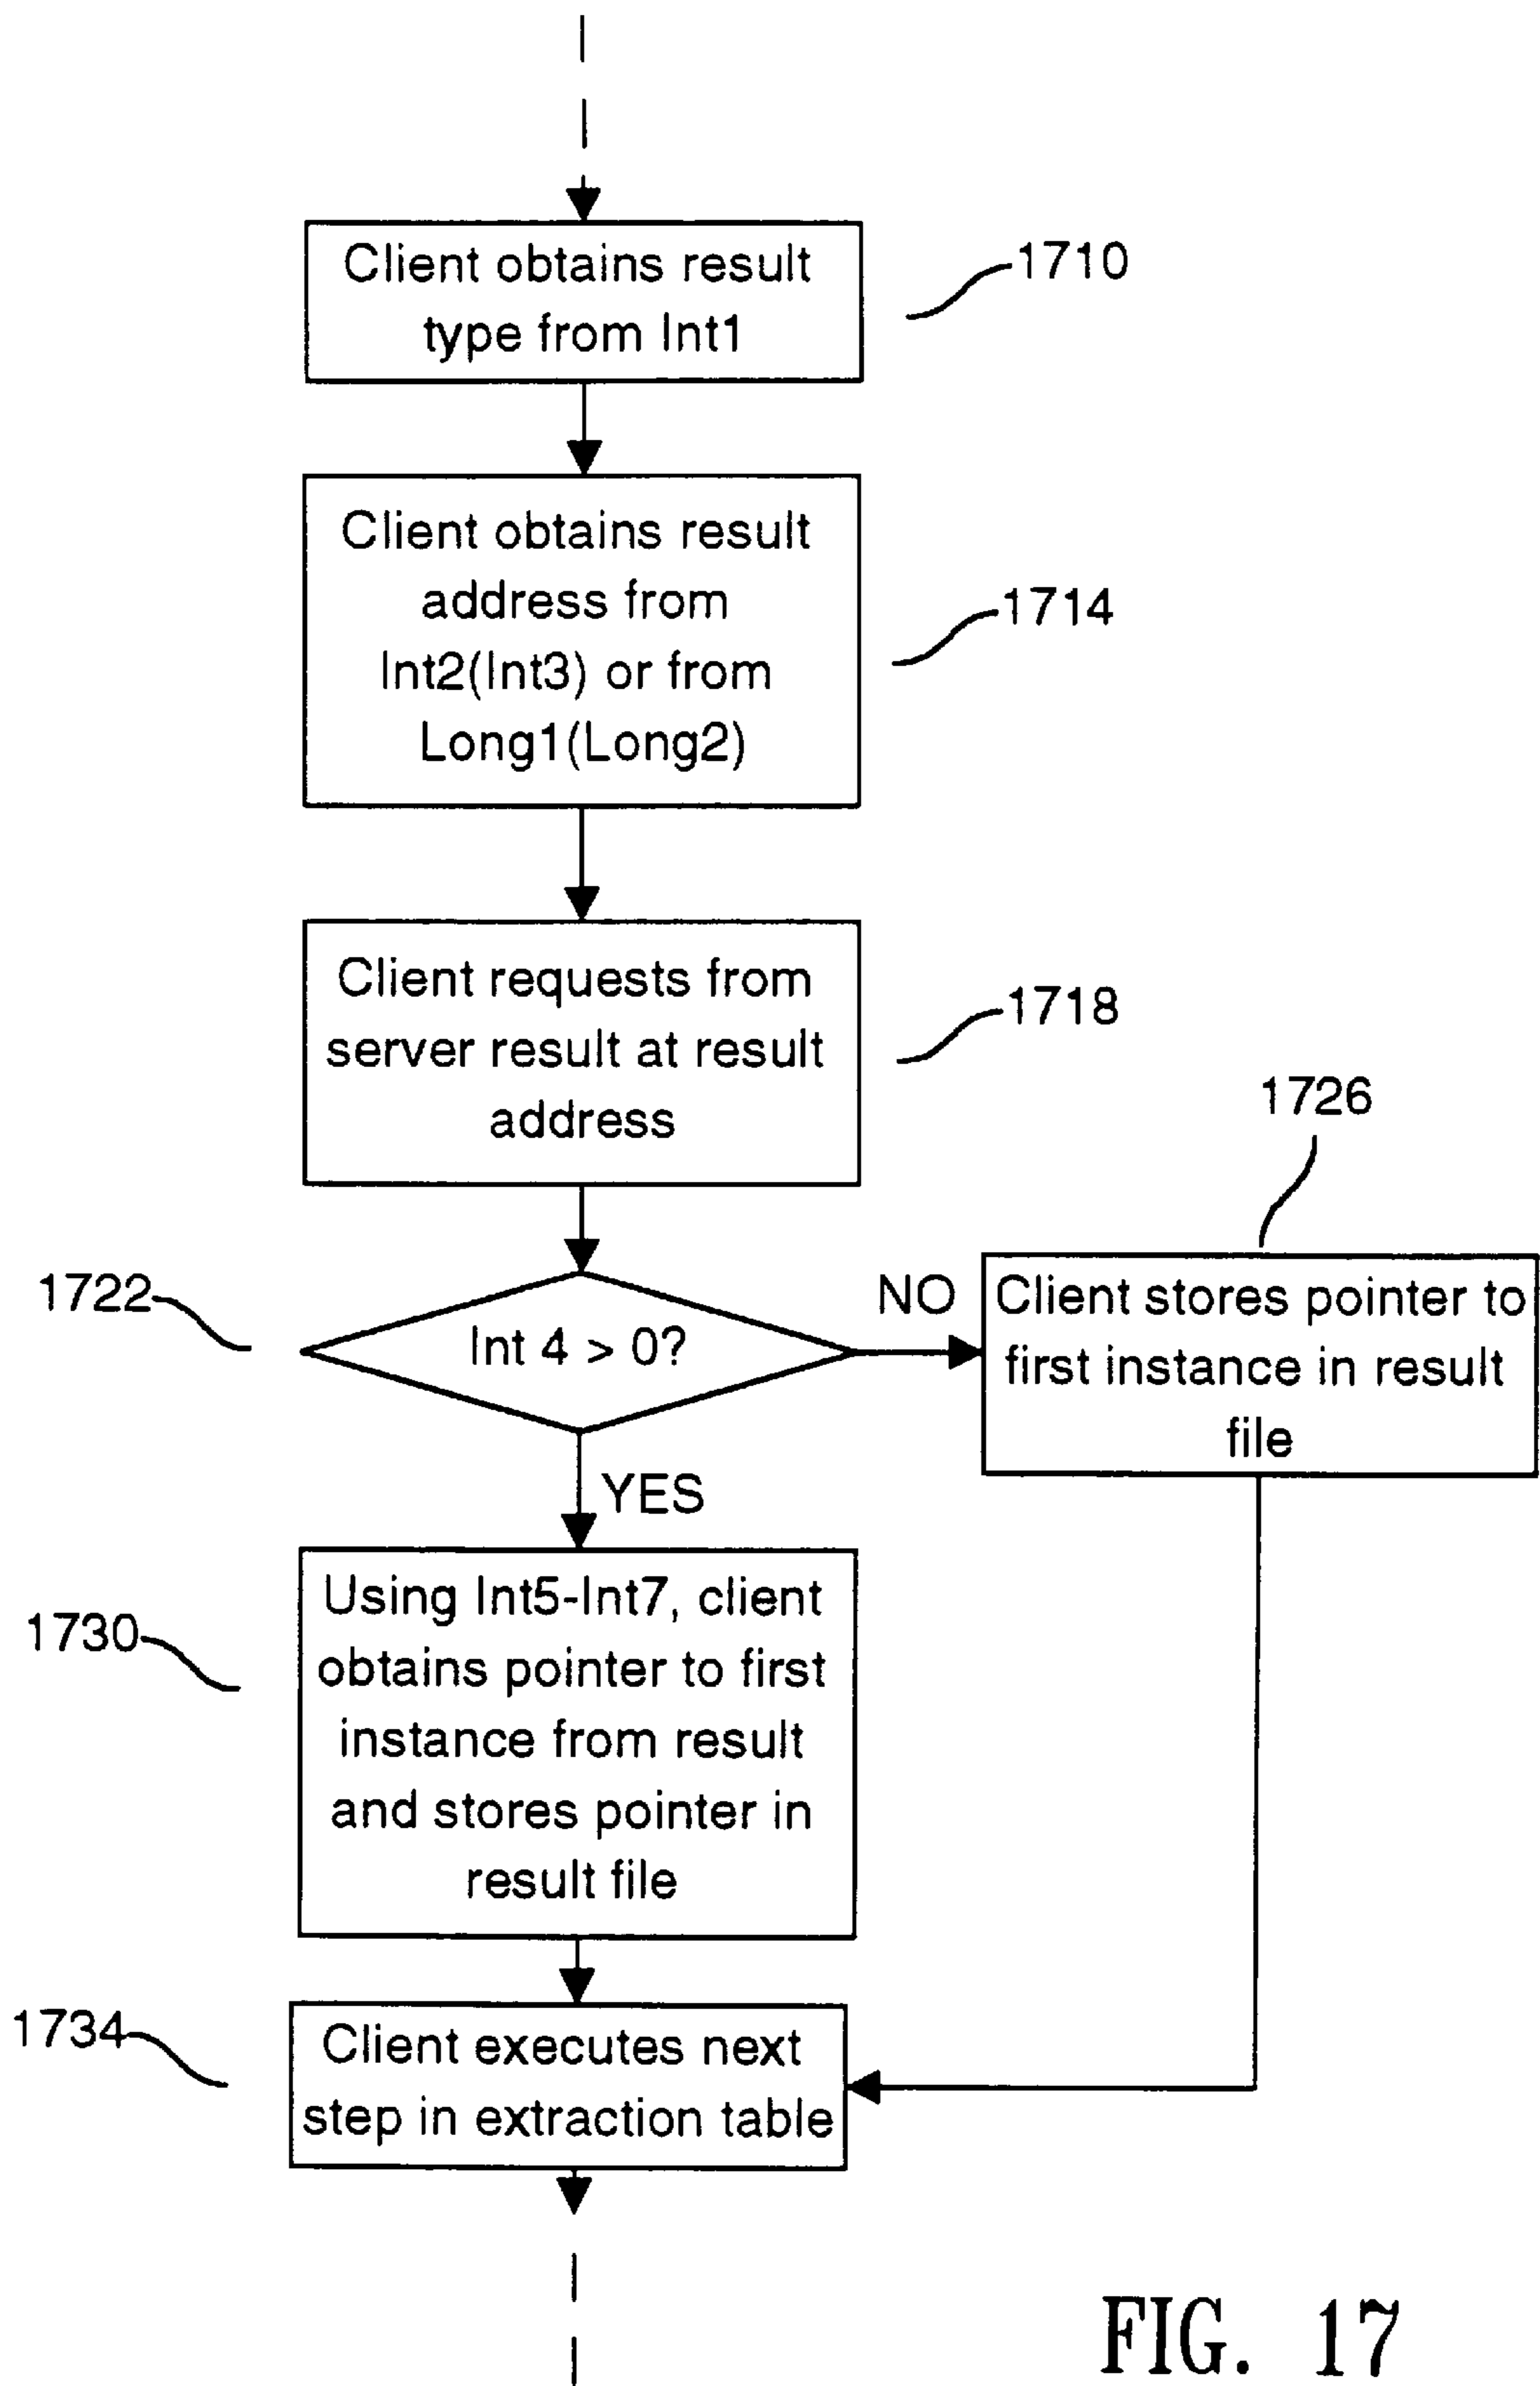 Client obtains result
type from Int1
1710
Client obtains result
address from
Int2(Int3) or from
Long1(Long2)
1714
Client requests from
server result at result
address
1718
1722
Int 4 > 0?
NO
1726
Client stores pointer to
first instance in result
file
YES
1730
Using Int5-Int7, client
obtains pointer to first
instance from result
and stores pointer in
result file
1734
Client executes next
step in extraction table
FIG. 17